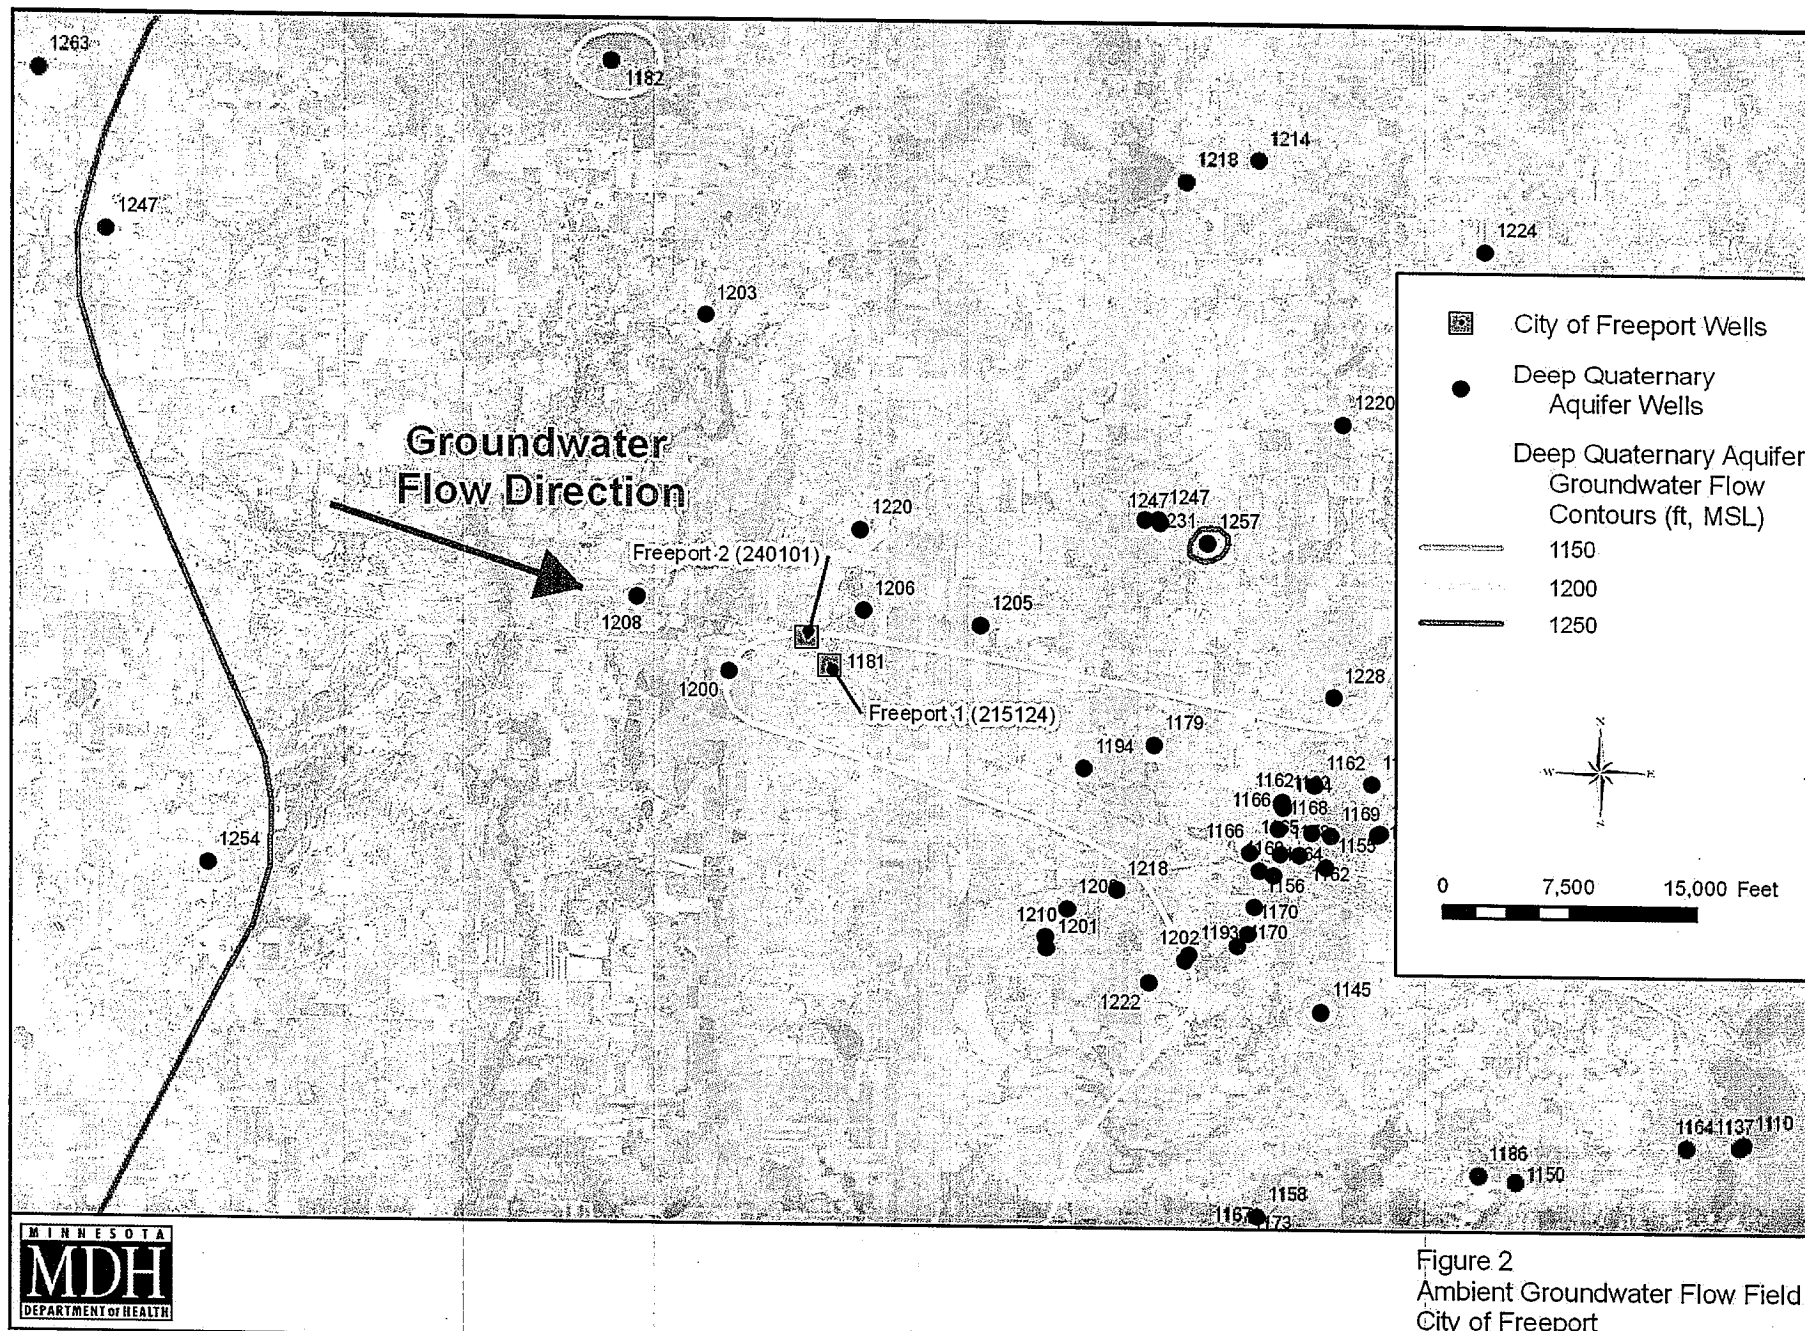 1263
1182
1214
1218
1247
1224
1203
City of Freeport Wells
Deep Quaternary
Aquifer Wells
1220
Groundwater
Flow Direction
Deep Quaternary Aquifer
Groundwater Flow
Contours (ft, MSL)
1150
1200
1250
1220
1247 1247
1257
Freeport 2 (240101)
1206
1205
1208
1181
1200
1228
Freeport 1 (215124)
1179
1194
N
W E
1162
1162
1166
1168
1169
1166
1155
1254
1218
1156
0 7,500 15,000 Feet
1210
1201
1170
1202
1193
1170
1222
1145
1164
1137
1110
1186
1150
1158
1167
MINNESOTA
MDH
DEPARTMENT OF HEALTH
Figure 2
Ambient Groundwater Flow Field
City of Freeport